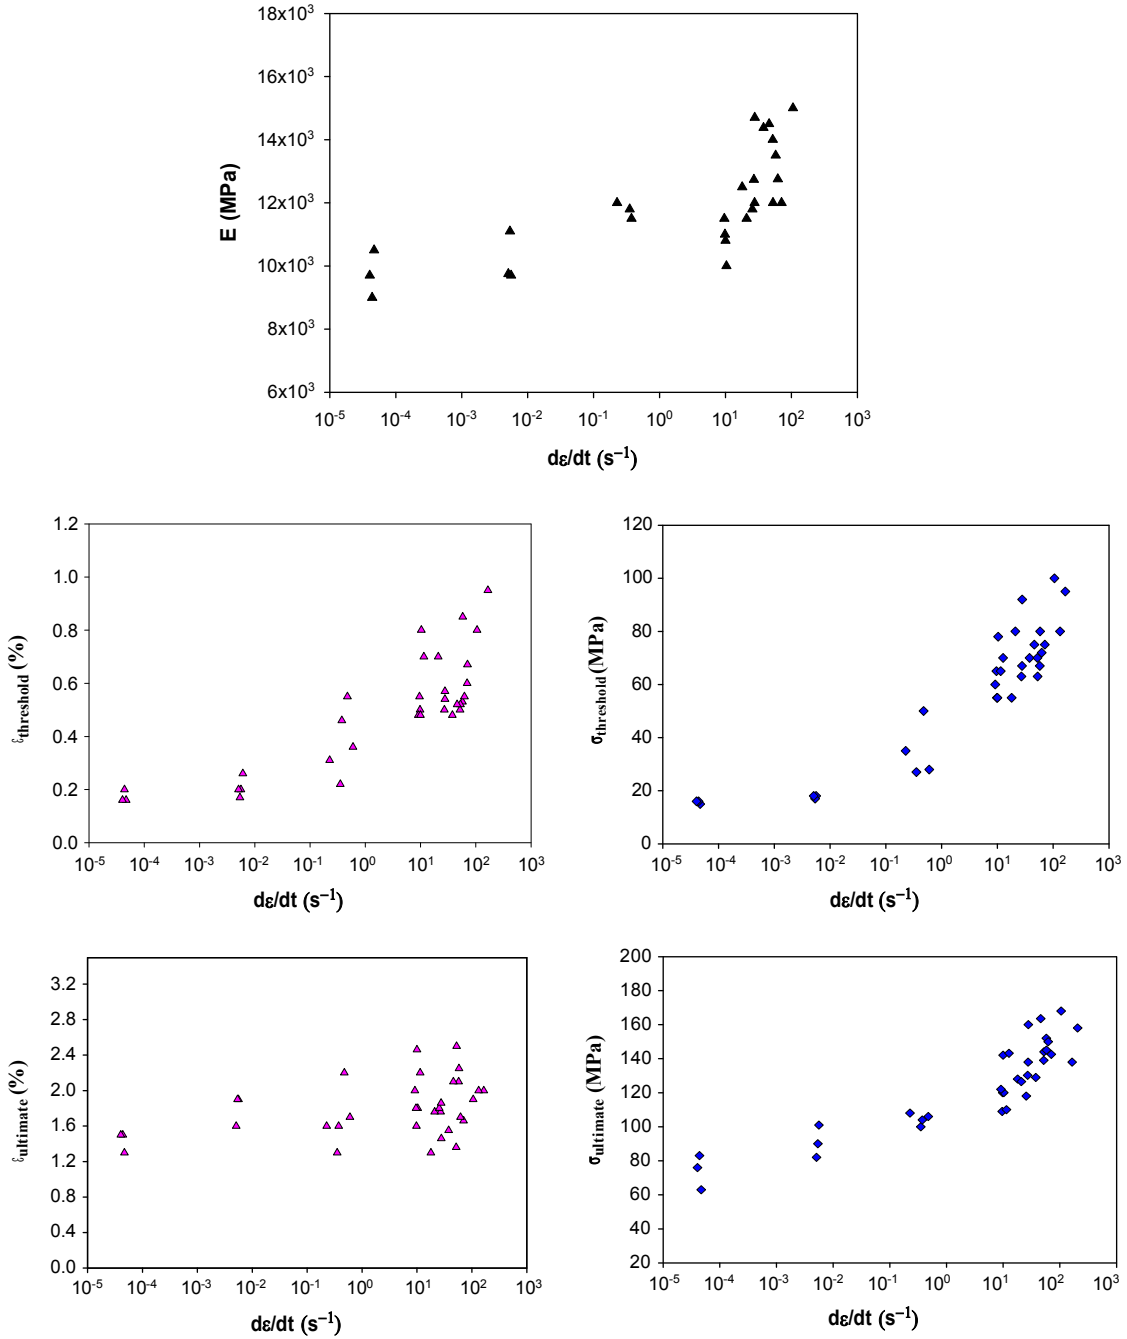 18x10³
16x10³
14x10³
12x10³
10x10³
8x10³
6x10³
E (MPa)
10⁻⁵ 10⁻⁴ 10⁻³ 10⁻² 10⁻¹ 10⁰ 10¹ 10² 10³
dε/dt (s⁻¹)
1.2
1.0
0.8
0.6
0.4
0.2
0.0
εthreshold (%)
10⁻⁵ 10⁻⁴ 10⁻³ 10⁻² 10⁻¹ 10⁰ 10¹ 10² 10³
dε/dt (s⁻¹)
120
100
80
60
40
20
0
σthreshold (MPa)
10⁻⁵ 10⁻⁴ 10⁻³ 10⁻² 10⁻¹ 10⁰ 10¹ 10² 10³
dε/dt (s⁻¹)
3.2
2.8
2.4
2.0
1.6
1.2
0.8
0.4
0.0
εultimate (%)
10⁻⁵ 10⁻⁴ 10⁻³ 10⁻² 10⁻¹ 10⁰ 10¹ 10² 10³
dε/dt (s⁻¹)
200
180
160
140
120
100
80
60
40
20
σultimate (MPa)
10⁻⁵ 10⁻⁴ 10⁻³ 10⁻² 10⁻¹ 10⁰ 10¹ 10² 10³
dε/dt (s⁻¹)